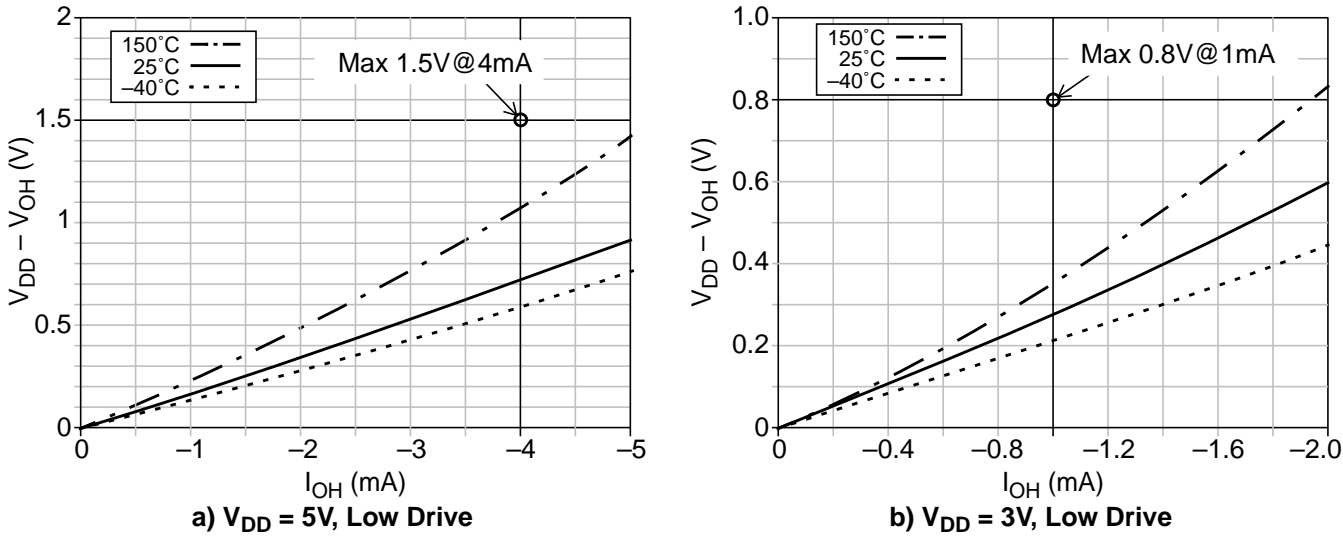 2
1.5
1
0.5
0
V_DD – V_OH (V)
150˚C
25˚C
–40˚C
Max 1.5V@4mA
0
–1
–2
–3
–4
–5
I_OH (mA)
a) V_DD = 5V, Low Drive
1.0
0.8
0.6
0.4
0.2
0
V_DD – V_OH (V)
150˚C
25˚C
–40˚C
Max 0.8V@1mA
0
–0.4
–0.8
–1.2
–1.6
–2.0
I_OH (mA)
b) V_DD = 3V, Low Drive